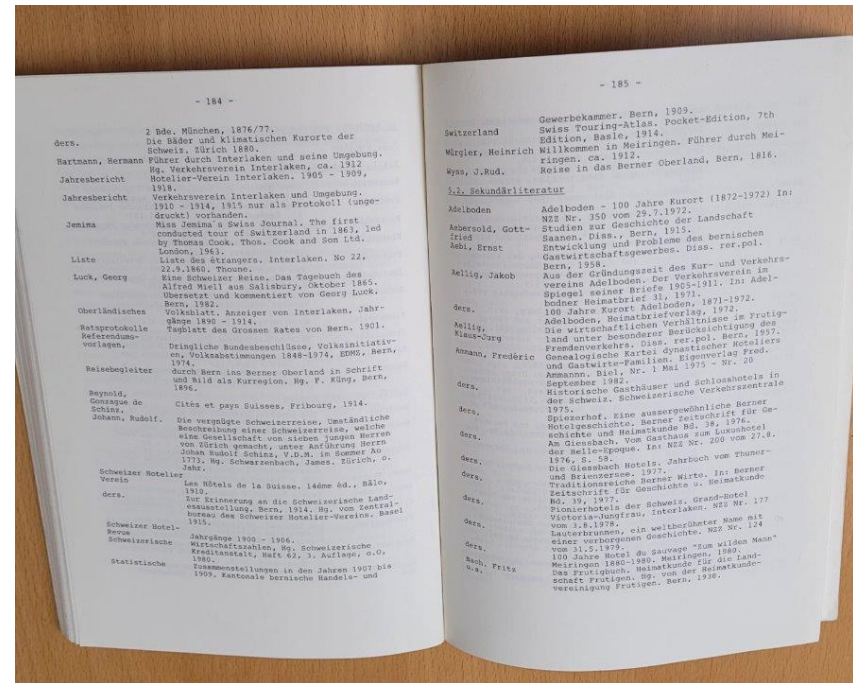 - 184 -
2 Bde. München, 1876/77.
ders. Die Bäder und klimatischen Kurorte der
Schweiz. Zürich 1880.
Hartmann, Hermann Führer durch Interlaken und seine Umgebung.
Hg. Verkehrsverein Interlaken, ca. 1912
Jahresbericht Hotelier-Verein Interlaken. 1905 - 1909,
1918.
Jahresbericht Verkehrsverein Interlaken und Umgebung.
1910 - 1914, 1915 nur als Protokoll (unge-
druckt) vorhanden.
Jemima Miss Jemima's Swiss Journal. The first
conducted tour of Switzerland in 1863, led
by Thomas Cook. Thos. Cook and Son Ltd.
London, 1963.
Liste Liste des étrangers. Interlaken. No 22,
22.9.1860. Thoune.
Luck, Georg Eine Schweizer Reise. Das Tagebuch des
Alfred Miell aus Salisbury, Oktober 1865.
Übersetzt und kommentiert von Georg Luck.
Bern, 1982.
Oberländisches Volksblatt. Anzeiger von Interlaken, Jahr-
gänge 1890 - 1914.
Ratsprotokolle Tagblatt des Grossen Rates von Bern. 1901.
Referendums-
vorlagen, Dringliche Bundesbeschlüsse, Volksinitiativ-
en, Volksabstimmungen 1848-1974, EDMZ, Bern,
1974.
Reisebegleiter durch Bern ins Berner Oberland in Schrift
und Bild als Kurregion. Hg. F. Küng, Bern,
1896.
Reynold,
Gonzague de Cités et pays Suisses, Fribourg, 1914.
Schinz,
Johann, Rudolf. Die vergnügte Schweizerreise, Umständliche
Beschreibung einer Schweizerreise, welche
eine Gesellschaft von sieben jungen Herren
von Zürich gemacht, unter Anführung Herrn
Johan Rudolf Schinz, V.D.M. im Sommer Ao
1773. Hg. Schwarzenbach, James. Zürich, o.
Jahr.
Schweizer Hotelier
Verein Les Hôtels de la Suisse. 14ème éd., Bâle,
1910.
ders. Zur Erinnerung an die Schweizerische Land-
esausstellung, Bern, 1914. Hg. vom Zentral-
bureau des Schweizer Hotelier-Vereins. Basel
1915.
Schweizer Hotel-
Revue Jahrgänge 1900 - 1906.
Schweizerische Wirtschaftszahlen, Hg. Schweizerische
Kreditanstalt, Heft 62, 3. Auflage, o.O.
1980.
Statistische Zusammenstellungen in den Jahren 1907 bis
1909. Kantonale bernische Handels- und
- 185 -
Gewerbekammer. Bern, 1909.
Switzerland Swiss Touring-Atlas. Pocket-Edition, 7th
Edition, Basle, 1914.
Würgler, Heinrich Willkommen in Meiringen. Führer durch Mei-
ringen. ca. 1912.
Wyss, J.Rud. Reise in das Berner Oberland, Bern, 1816.
5.2. Sekundärliteratur
Adelboden Adelboden - 100 Jahre Kurort (1872-1972) In:
NZZ Nr. 350 vom 29.7.1972.
Aebersold, Gott- Studien zur Geschichte der Landschaft
fried Saanen. Diss., Bern, 1915.
Aebi, Ernst Entwicklung und Probleme des bernischen
Gastwirtschaftsgewerbes. Diss. rer.pol.
Bern, 1958.
Aellig, Jakob Aus der Gründungszeit des Kur- und Verkehrs-
vereins Adelboden. Der Verkehrsverein im
Spiegel seiner Briefe 1905-1911. In: Adel-
bodner Heimatbrief 31, 1971.
ders. 100 Jahre Kurort Adelboden, 1871-1972.
Adelboden, Heimatbriefverlag, 1972.
Aellig, Die wirtschaftlichen Verhältnisse im Frutig-
Klaus-Jürg land unter besonderer Berücksichtigung des
Fremdenverkehrs. Diss. rer.pol. Bern, 1957.
Ammann, Frédéric Genealogische Kartei dynastischer Hoteliers
und Gastwirte-Familien. Eigenverlag Fred.
Ammannn. Biel, Nr. 1 Mai 1975 - Nr. 20
September 1982.
ders. Historische Gasthäuser und Schlosshotels in
der Schweiz. Schweizerische Verkehrszentrale
1975.
ders. Spiezerhof. Eine aussergewöhnliche Berner
Hotelgeschichte. Berner Zeitschrift für Ge-
schichte und Heimatkunde Bd. 38, 1976.
ders. Am Giessbach. Vom Gasthaus zum Luxushotel
der Belle-Epoque. In: NZZ Nr. 200 vom 27.8.
1976, S. 58.
ders. Die Giessbach Hotels. Jahrbuch vom Thuner-
und Brienzersee. 1977.
ders. Traditionsreiche Berner Wirte. In: Berner
Zeitschrift für Geschichte u. Heimatkunde
Bd. 39, 1977.
ders. Pionierhotels der Schweiz. Grand-Hotel
Victoria-Jungfrau, Interlaken. NZZ Nr. 177
vom 3.8.1978.
ders. Lauterbrunnen, ein weltberühmter Name mit
einer verborgenen Geschichte. NZZ Nr. 124
vom 31.5.1979.
ders. 100 Jahre Hotel du Sauvage "Zum wilden Mann"
Meiringen 1880-1980. Meiringen, 1980.
Bach, Fritz Das Frutigbuch. Heimatkunde für die Land-
u.a. schaft Frutigen. Hg. von der Heimatkunde-
vereinigung Frutigen. Bern, 1938.